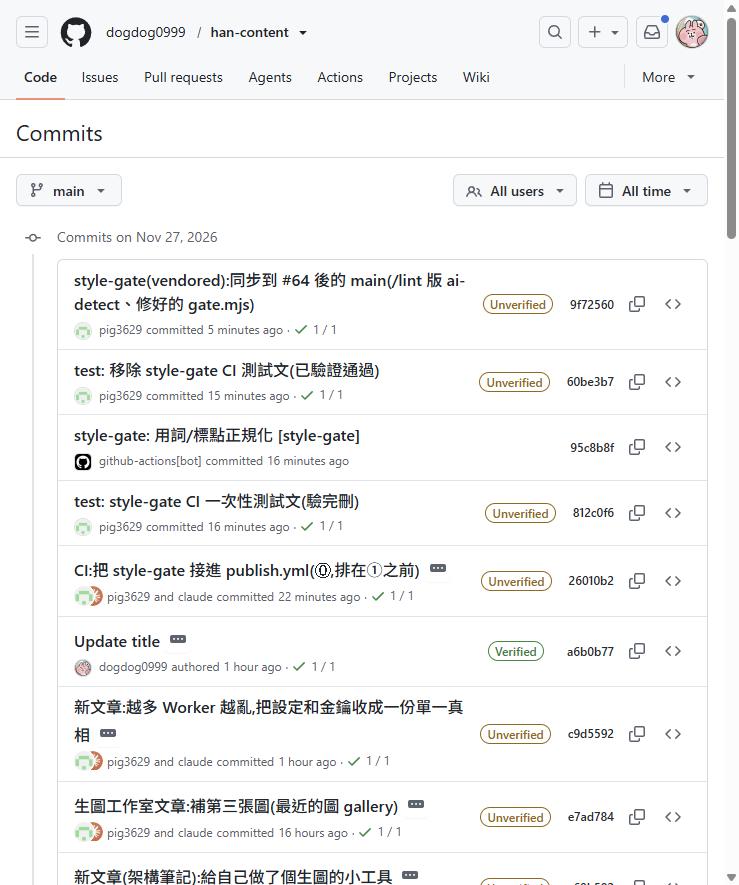 dogdog0999 / han-content
Code Issues Pull requests Agents Actions Projects Wiki More
Commits
main All users All time
Commits on Nov 27, 2026
style-gate(vendored):同步到 #64 後的 main(/lint 版 ai-
detect、修好的 gate.mjs)
Unverified 9f72560
pig3629 committed 5 minutes ago · 1 / 1
test: 移除 style-gate CI 測試文(已驗證通過)
Unverified 60be3b7
pig3629 committed 15 minutes ago · 1 / 1
style-gate: 用詞/標點正規化 [style-gate]
95c8b8f
github-actions[bot] committed 16 minutes ago
test: style-gate CI 一次性測試文(驗完刪)
Unverified 812c0f6
pig3629 committed 16 minutes ago · 1 / 1
CI:把 style-gate 接進 publish.yml(⓪,排在①之前)
Unverified 26010b2
pig3629 and claude committed 22 minutes ago · 1 / 1
Update title
Verified a6b0b77
dogdog0999 authored 1 hour ago · 1 / 1
新文章:越多 Worker 越亂,把設定和金鑰收成一份單一真
相
Unverified c9d5592
pig3629 and claude committed 1 hour ago · 1 / 1
生圖工作室文章:補第三張圖(最近的圖 gallery)
Unverified e7ad784
pig3629 and claude committed 16 hours ago · 1 / 1
新文章(架構筆記):給自己做了個生圖的小工具